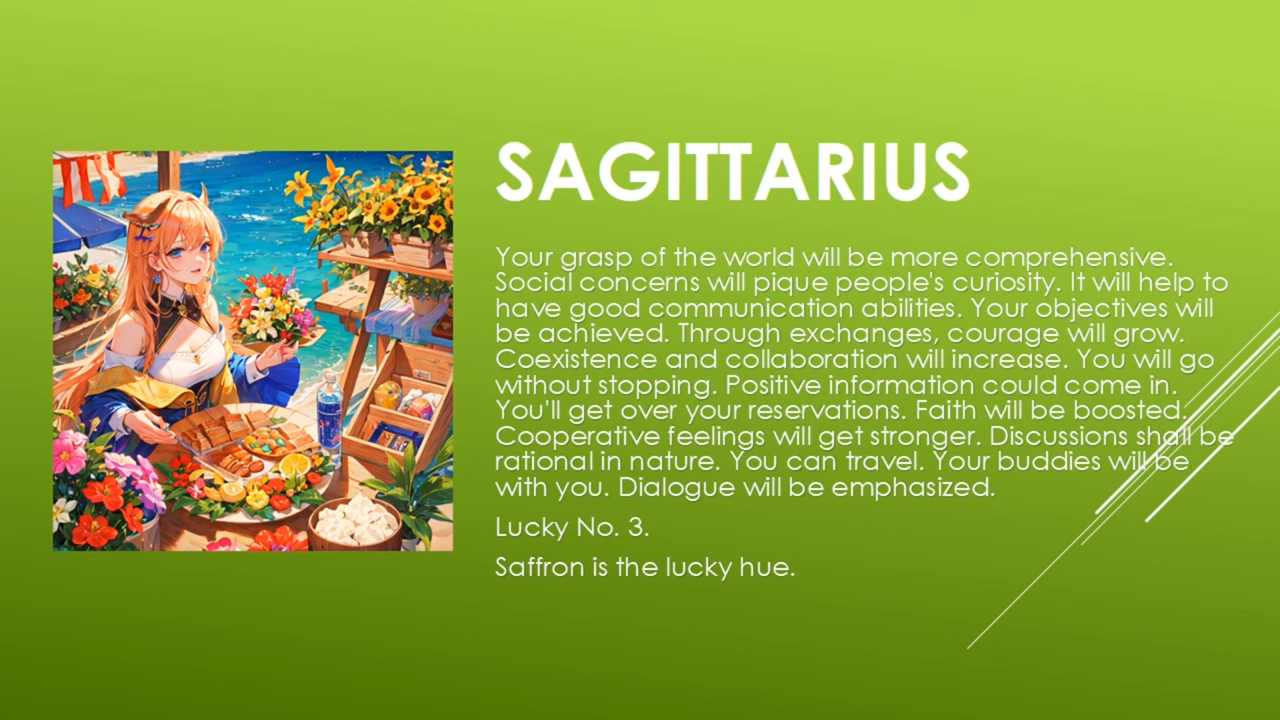 SAGITTARIUS
Your grasp of the world will be more comprehensive.
Social concerns will pique people's curiosity. It will help to
have good communication abilities. Your objectives will
be achieved. Through exchanges, courage will grow.
Coexistence and collaboration will increase. You will go
without stopping. Positive information could come in.
You'll get over your reservations. Faith will be boosted.
Cooperative feelings will get stronger. Discussions shall be
rational in nature. You can travel. Your buddies will be
with you. Dialogue will be emphasized.
Lucky No. 3.
Saffron is the lucky hue.